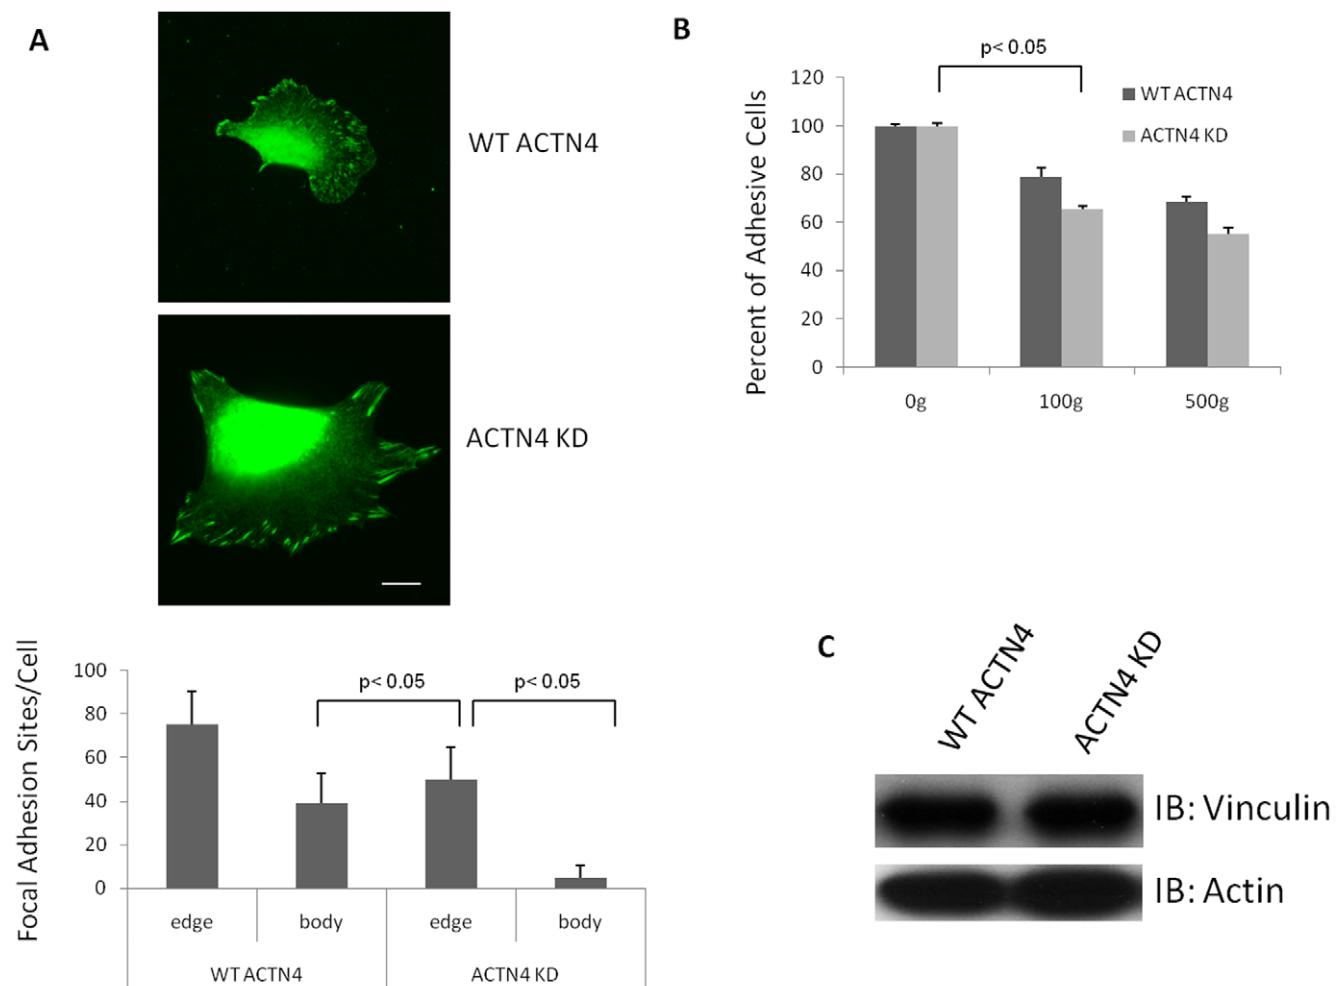 A
WT ACTN4
ACTN4 KD
Focal Adhesion Sites/Cell
100
80
60
40
20
0
p< 0.05
p< 0.05
edge
body
edge
body
WT ACTN4
ACTN4 KD
B
p< 0.05
Percent of Adhesive Cells
120
100
80
60
40
20
0
WT ACTN4
ACTN4 KD
0g
100g
500g
C
WT ACTN4
ACTN4 KD
IB: Vinculin
IB: Actin